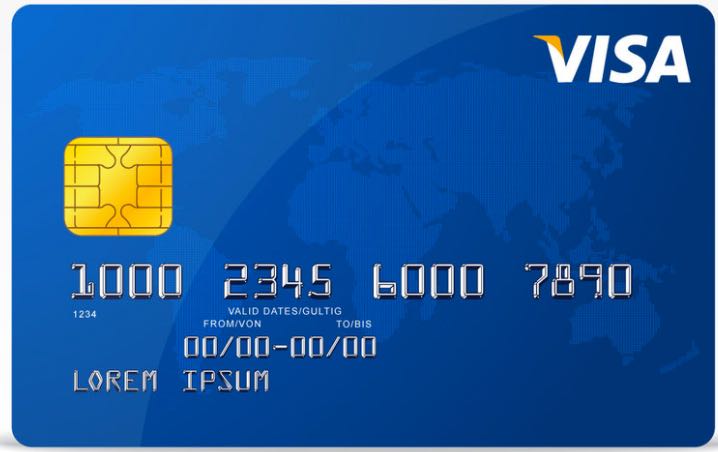 VISA
1000 2345 6000 7890
1234
VALID DATES/GULTIG
FROM/VON TO/BIS
00/00-00/00
LOREM IPSUM